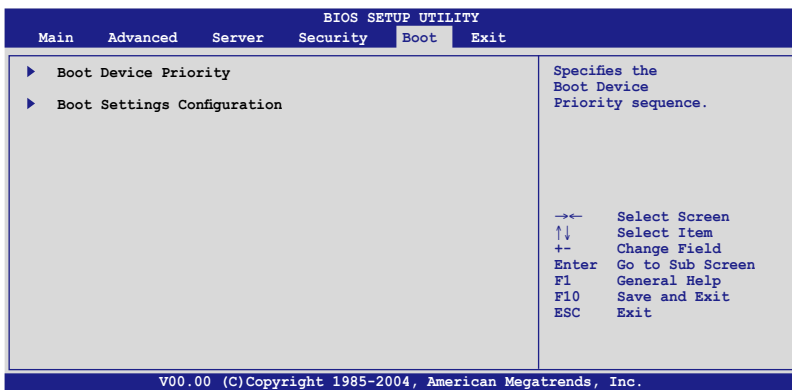 BIOS SETUP UTILITY
Main Advanced Server Security Boot Exit
Boot Device Priority
Boot Settings Configuration
Specifies the
Boot Device
Priority sequence.
→← Select Screen
↑↓ Select Item
+- Change Field
Enter Go to Sub Screen
F1 General Help
F10 Save and Exit
ESC Exit
V00.00 (C)Copyright 1985-2004, American Megatrends, Inc.